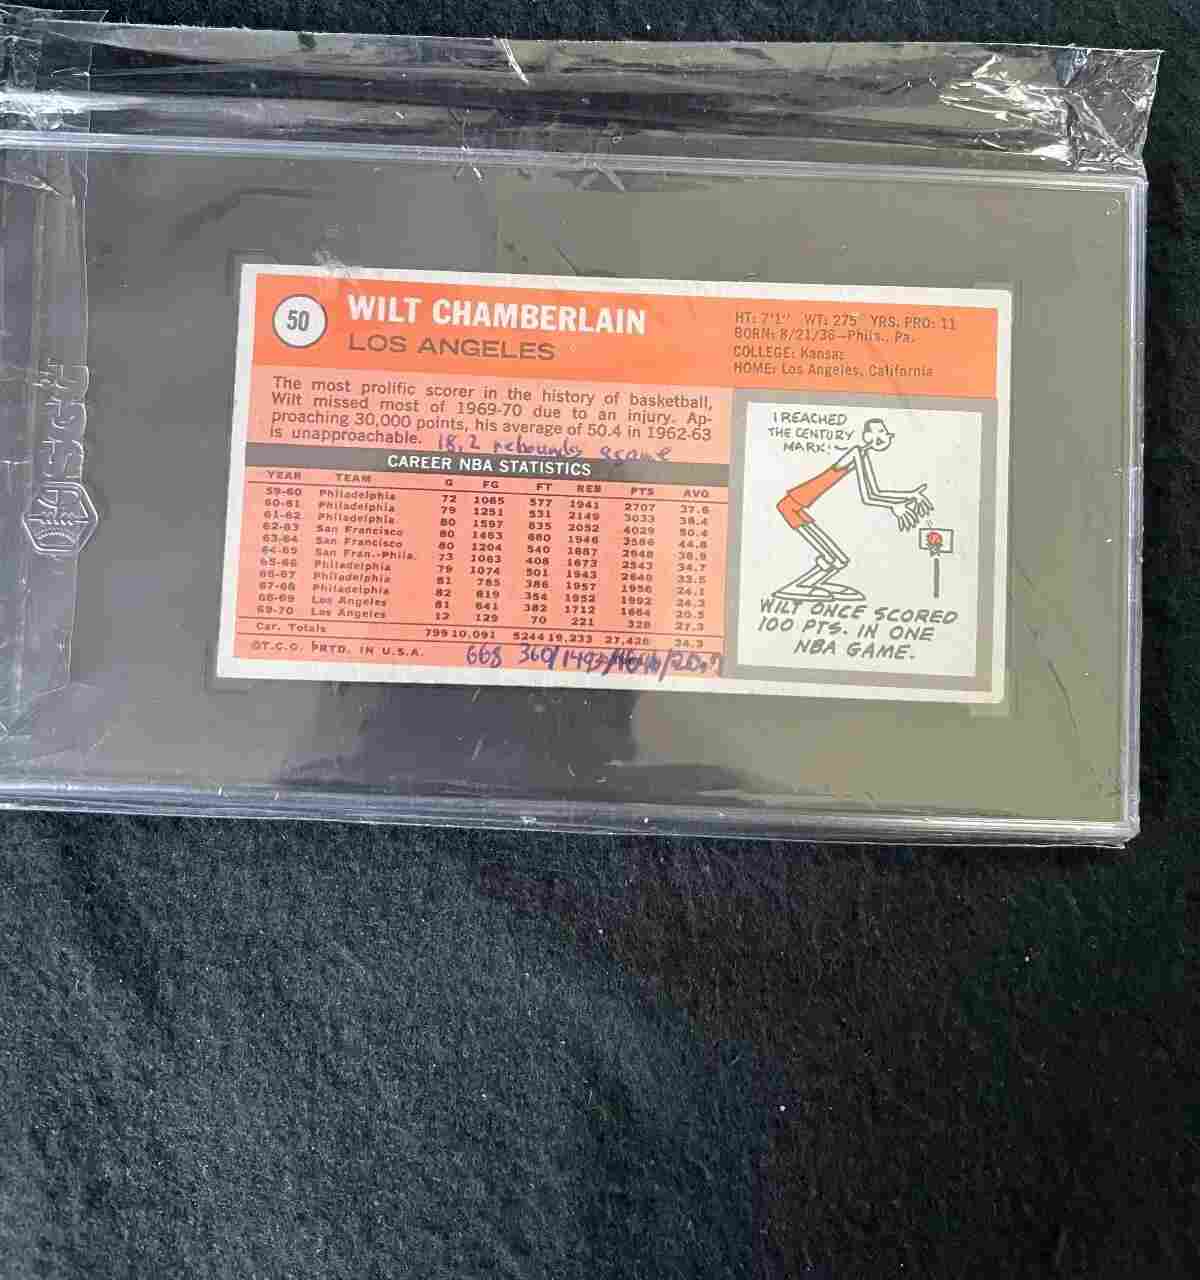 50
WILT CHAMBERLAIN
LOS ANGELES
HT: 7'1" WT: 275 YRS. PRO: 11
BORN: 8/21/36—Phila., Pa.
COLLEGE: Kansas
HOME: Los Angeles, California
The most prolific scorer in the history of basketball,
Wilt missed most of 1969-70 due to an injury. Ap-
proaching 30,000 points, his average of 50.4 in 1962-63
is unapproachable. 18.2 rebounds
CAREER NBA STATISTICS
YEAR TEAM G FG FT REB PTS AVG
59-60 Philadelphia 72 1065 577 1941 2707 37.6
60-61 Philadelphia 79 1251 531 2149 3033 38.4
61-62 Philadelphia 80 1597 835 2052 4029 50.4
62-63 San Francisco 80 1463 660 1946 3586 44.8
63-64 San Francisco 80 1204 540 1687 2948 36.9
64-65 San Fran.-Phila. 73 1063 408 1673 2543 34.7
65-66 Philadelphia 79 1074 501 1943 2649 33.5
66-67 Philadelphia 81 785 386 1957 1956 24.1
67-68 Philadelphia 82 819 354 1952 1992 24.3
68-69 Los Angeles 81 641 382 1712 1664 20.5
69-70 Los Angeles 12 129 70 221 328 27.3
Car. Totals 799 10,091 5244 19,233 27,426 34.3
©T.C.G. PRTD. IN U.S.A. 668 360/
I REACHED
THE CENTURY
MARK!
WILT ONCE SCORED
100 PTS. IN ONE
NBA GAME.
SGC